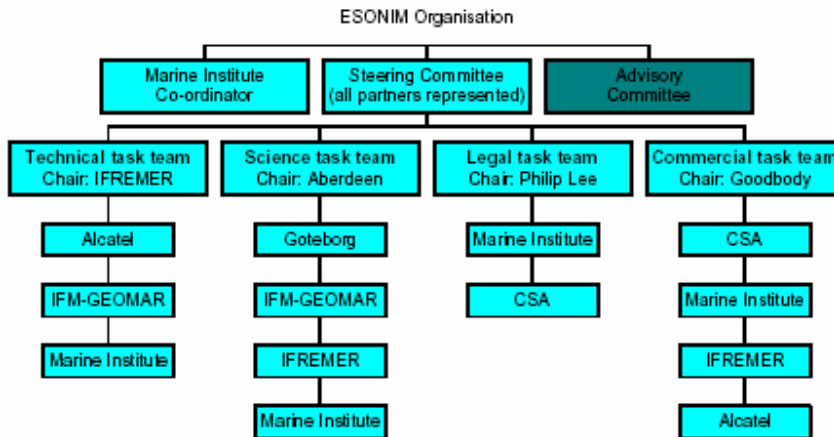 ESONIM Organisation
Marine Institute
Co-ordinator
Steering Committee
(all partners represented)
Advisory
Committee
Technical task team
Chair: IFREMER
Science task team
Chair: Aberdeen
Legal task team
Chair: Philip Lee
Commercial task team
Chair: Goodbody
Alcatel
IFM-GEOMAR
Marine Institute
Goteborg
IFM-GEOMAR
IFREMER
Marine Institute
Marine Institute
CSA
CSA
Marine Institute
IFREMER
Alcatel